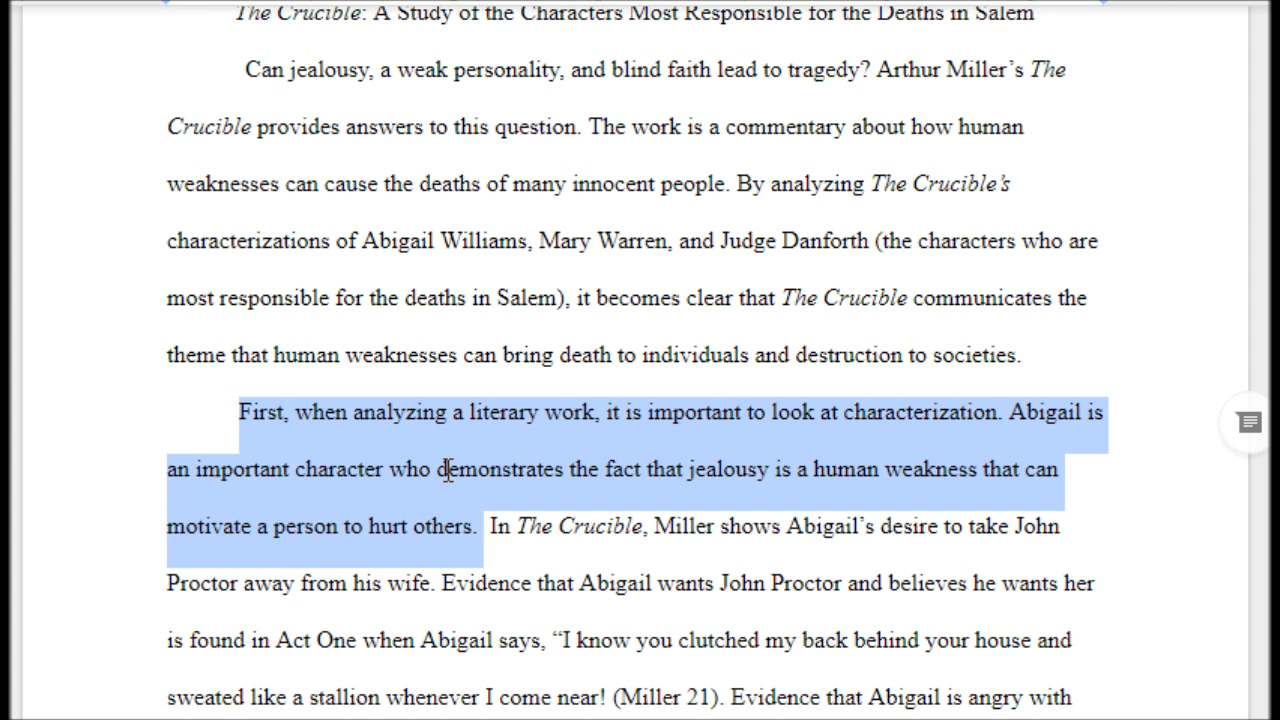 The Crucible: A Study of the Characters Most Responsible for the Deaths in Salem
Can jealousy, a weak personality, and blind faith lead to tragedy? Arthur Miller’s The
Crucible provides answers to this question. The work is a commentary about how human
weaknesses can cause the deaths of many innocent people. By analyzing The Crucible’s
characterizations of Abigail Williams, Mary Warren, and Judge Danforth (the characters who are
most responsible for the deaths in Salem), it becomes clear that The Crucible communicates the
theme that human weaknesses can bring death to individuals and destruction to societies.
First, when analyzing a literary work, it is important to look at characterization. Abigail is
an important character who demonstrates the fact that jealousy is a human weakness that can
motivate a person to hurt others.  In The Crucible, Miller shows Abigail’s desire to take John
Proctor away from his wife. Evidence that Abigail wants John Proctor and believes he wants her
is found in Act One when Abigail says, “I know you clutched my back behind your house and
sweated like a stallion whenever I come near! (Miller 21). Evidence that Abigail is angry with